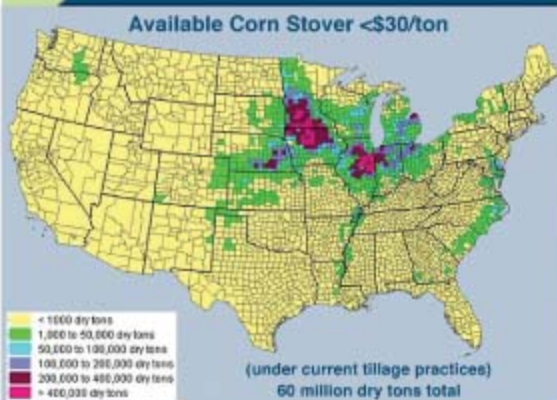 Available Corn Stover <$30/ton
< 1000 dry tons
1,000 to 50,000 dry tons
50,000 to 100,000 dry tons
100,000 to 200,000 dry tons
200,000 to 400,000 dry tons
> 400,000 dry tons
(under current tillage practices)
60 million dry tons total